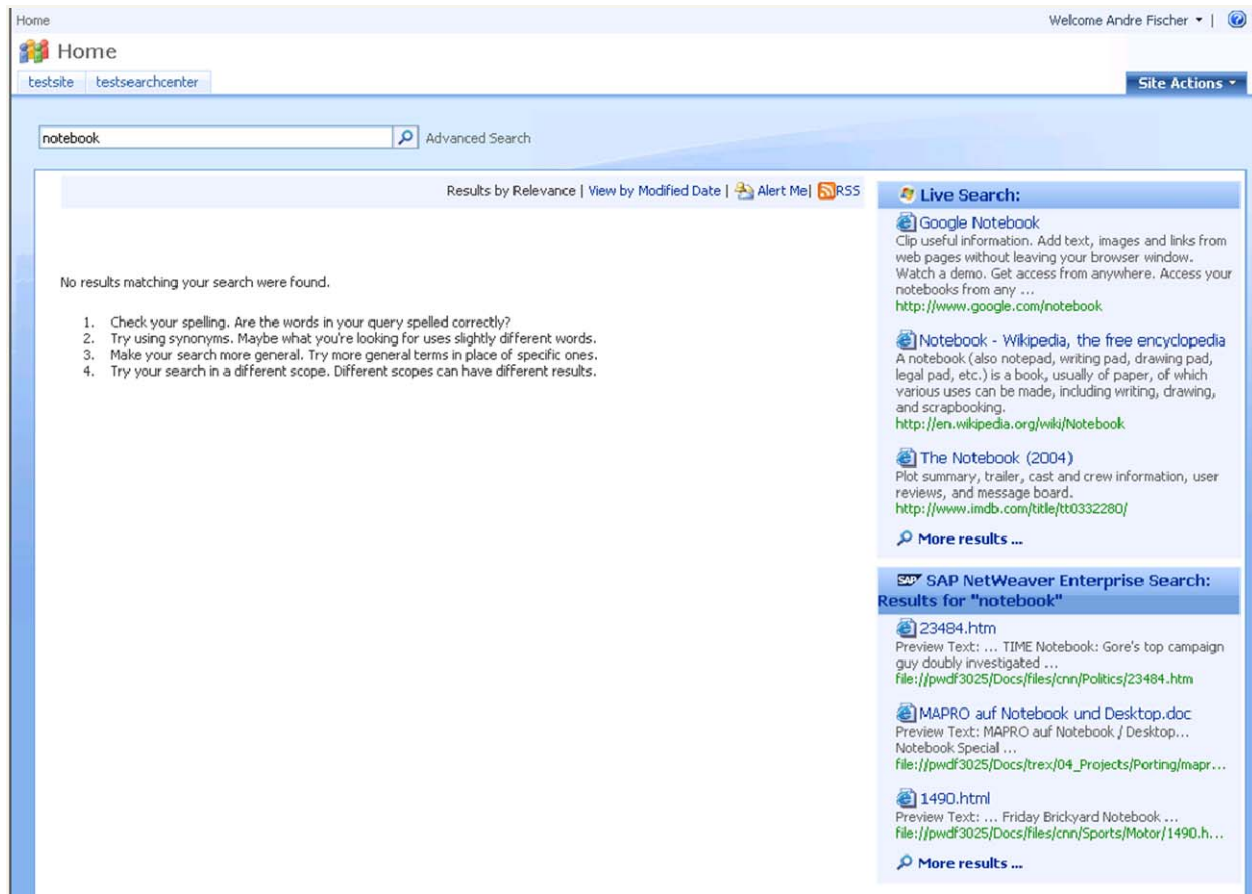 Home
Welcome Andre Fischer
Home
testsite testsearchcenter
Site Actions
notebook
Advanced Search
Results by Relevance | View by Modified Date | Alert Me| RSS
No results matching your search were found.
1. Check your spelling. Are the words in your query spelled correctly?
2. Try using synonyms. Maybe what you're looking for uses slightly different words.
3. Make your search more general. Try more general terms in place of specific ones.
4. Try your search in a different scope. Different scopes can have different results.
Live Search:
Google Notebook
Clip useful information. Add text, images and links from
web pages without leaving your browser window.
Watch a demo. Get access from anywhere. Access your
notebooks from any ...
http://www.google.com/notebook
Notebook - Wikipedia, the free encyclopedia
A notebook (also notepad, writing pad, drawing pad,
legal pad, etc.) is a book, usually of paper, of which
various uses can be made, including writing, drawing,
and scrapbooking.
http://en.wikipedia.org/wiki/Notebook
The Notebook (2004)
Plot summary, trailer, cast and crew information, user
reviews, and message board.
http://www.imdb.com/title/tt0332280/
More results ...
SAP SAP NetWeaver Enterprise Search:
Results for "notebook"
23484.htm
Preview Text: ... TIME Notebook: Gore's top campaign
guy doubly investigated ...
file://pwdf3025/Docs/files/cnn/Politics/23484.htm
MAPRO auf Notebook und Desktop.doc
Preview Text: MAPRO auf Notebook / Desktop...
Notebook Special ...
file://pwdf3025/Docs/trex/04_Projects/Porting/mapr...
1490.html
Preview Text: ... Friday Brickyard Notebook ...
file://pwdf3025/Docs/files/cnn/Sports/Motor/1490.h...
More results ...